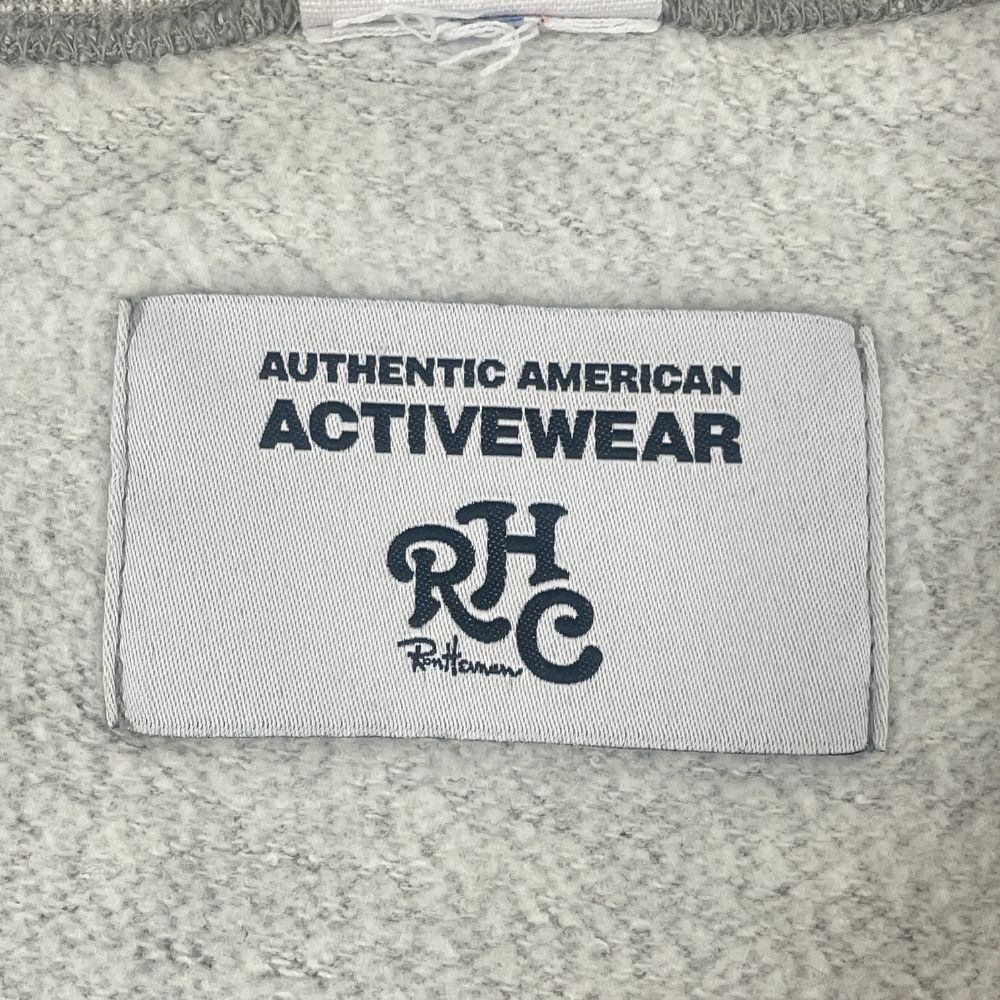 AUTHENTIC AMERICAN
ACTIVEWEAR
RHC
Ron Herman